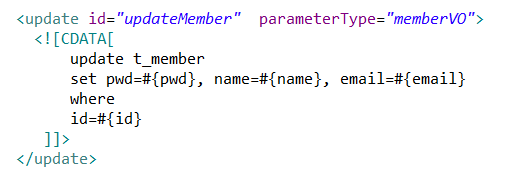 <update id="updateMember"  parameterType="memberVO">
  <![CDATA[
      update t_member
      set pwd=#{pwd}, name=#{name}, email=#{email}
      where
      id=#{id}
   ]]>
</update>